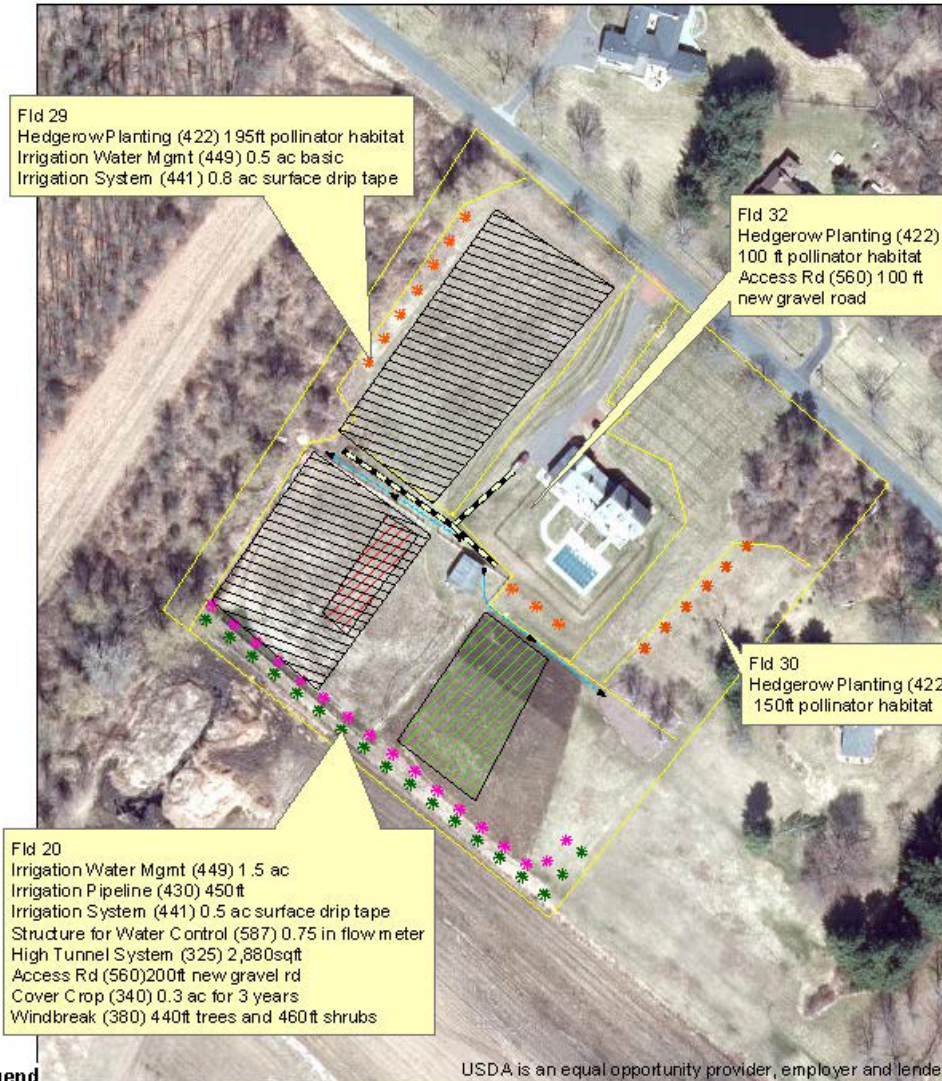 Fld 29
Hedgerow Planting (422) 195ft pollinator habitat
Irrigation Water Mgmt (449) 0.5 ac basic
Irrigation System (441) 0.8 ac surface drip tape
Fld 32
Hedgerow Planting (422)
100 ft pollinator habitat
Access Rd (560) 100 ft
new gravel road
Fld 30
Hedgerow Planting (422
150ft pollinator habitat
Fld 20
Irrigation Water Mgmt (449) 1.5 ac
Irrigation Pipeline (430) 450ft
Irrigation System (441) 0.5 ac surface drip tape
Structure for Water Control (587) 0.75 in flow meter
High Tunnel System (325) 2,880sqft
Access Rd (560)200ft new gravel rd
Cover Crop (340) 0.3 ac for 3 years
Windbreak (380) 440ft trees and 460ft shrubs
USDA is an equal opportunity provider, employer and lende